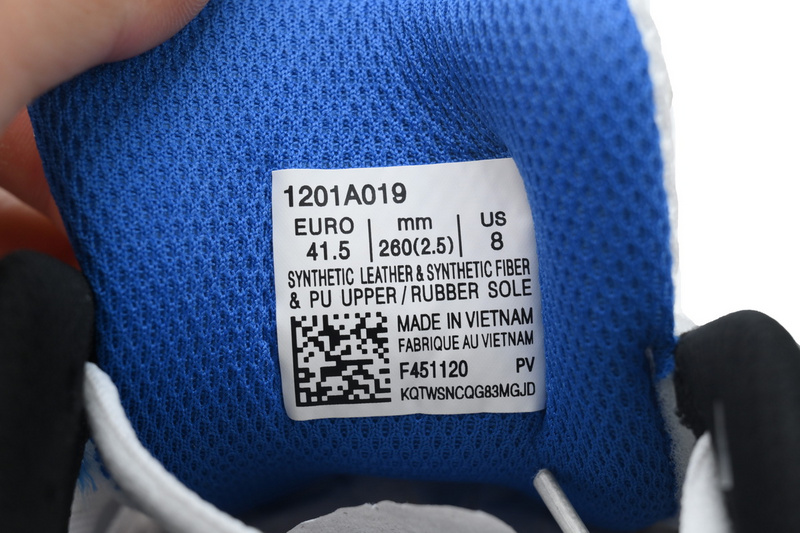 1201A019
EURO mm US
41.5 260(2.5) 8
SYNTHETIC LEATHER & SYNTHETIC FIBER
& PU UPPER / RUBBER SOLE
MADE IN VIETNAM
FABRIQUE AU VIETNAM
F451120 PV
KQTWSNCQG83MGJD